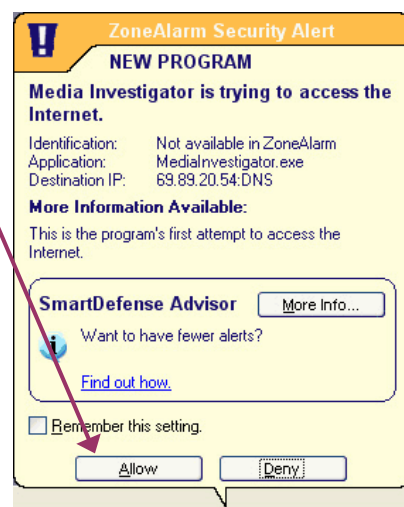 ZoneAlarm Security Alert
NEW PROGRAM
Media Investigator is trying to access the
Internet.
Identification: Not available in ZoneAlarm
Application: MediaInvestigator.exe
Destination IP: 69.89.20.54:DNS
More Information Available:
This is the program's first attempt to access the
Internet.
SmartDefense Advisor More Info...
i Want to have fewer alerts?
Find out how.
Remember this setting.
Allow Deny